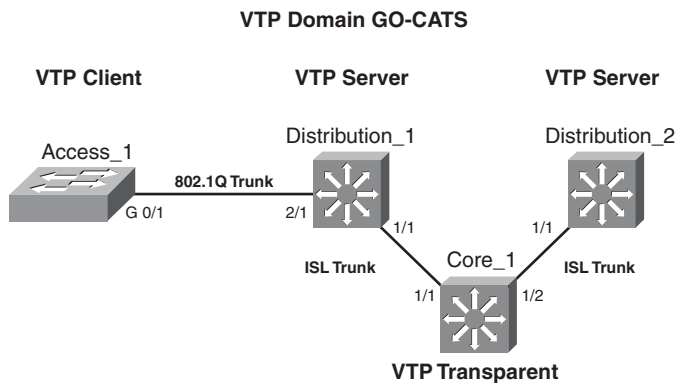 VTP Domain GO-CATS
VTP Client
VTP Server
VTP Server
Access_1
Distribution_1
Distribution_2
802.1Q Trunk
G 0/1
2/1
1/1
1/1
ISL Trunk
Core_1
ISL Trunk
1/1
1/2
VTP Transparent